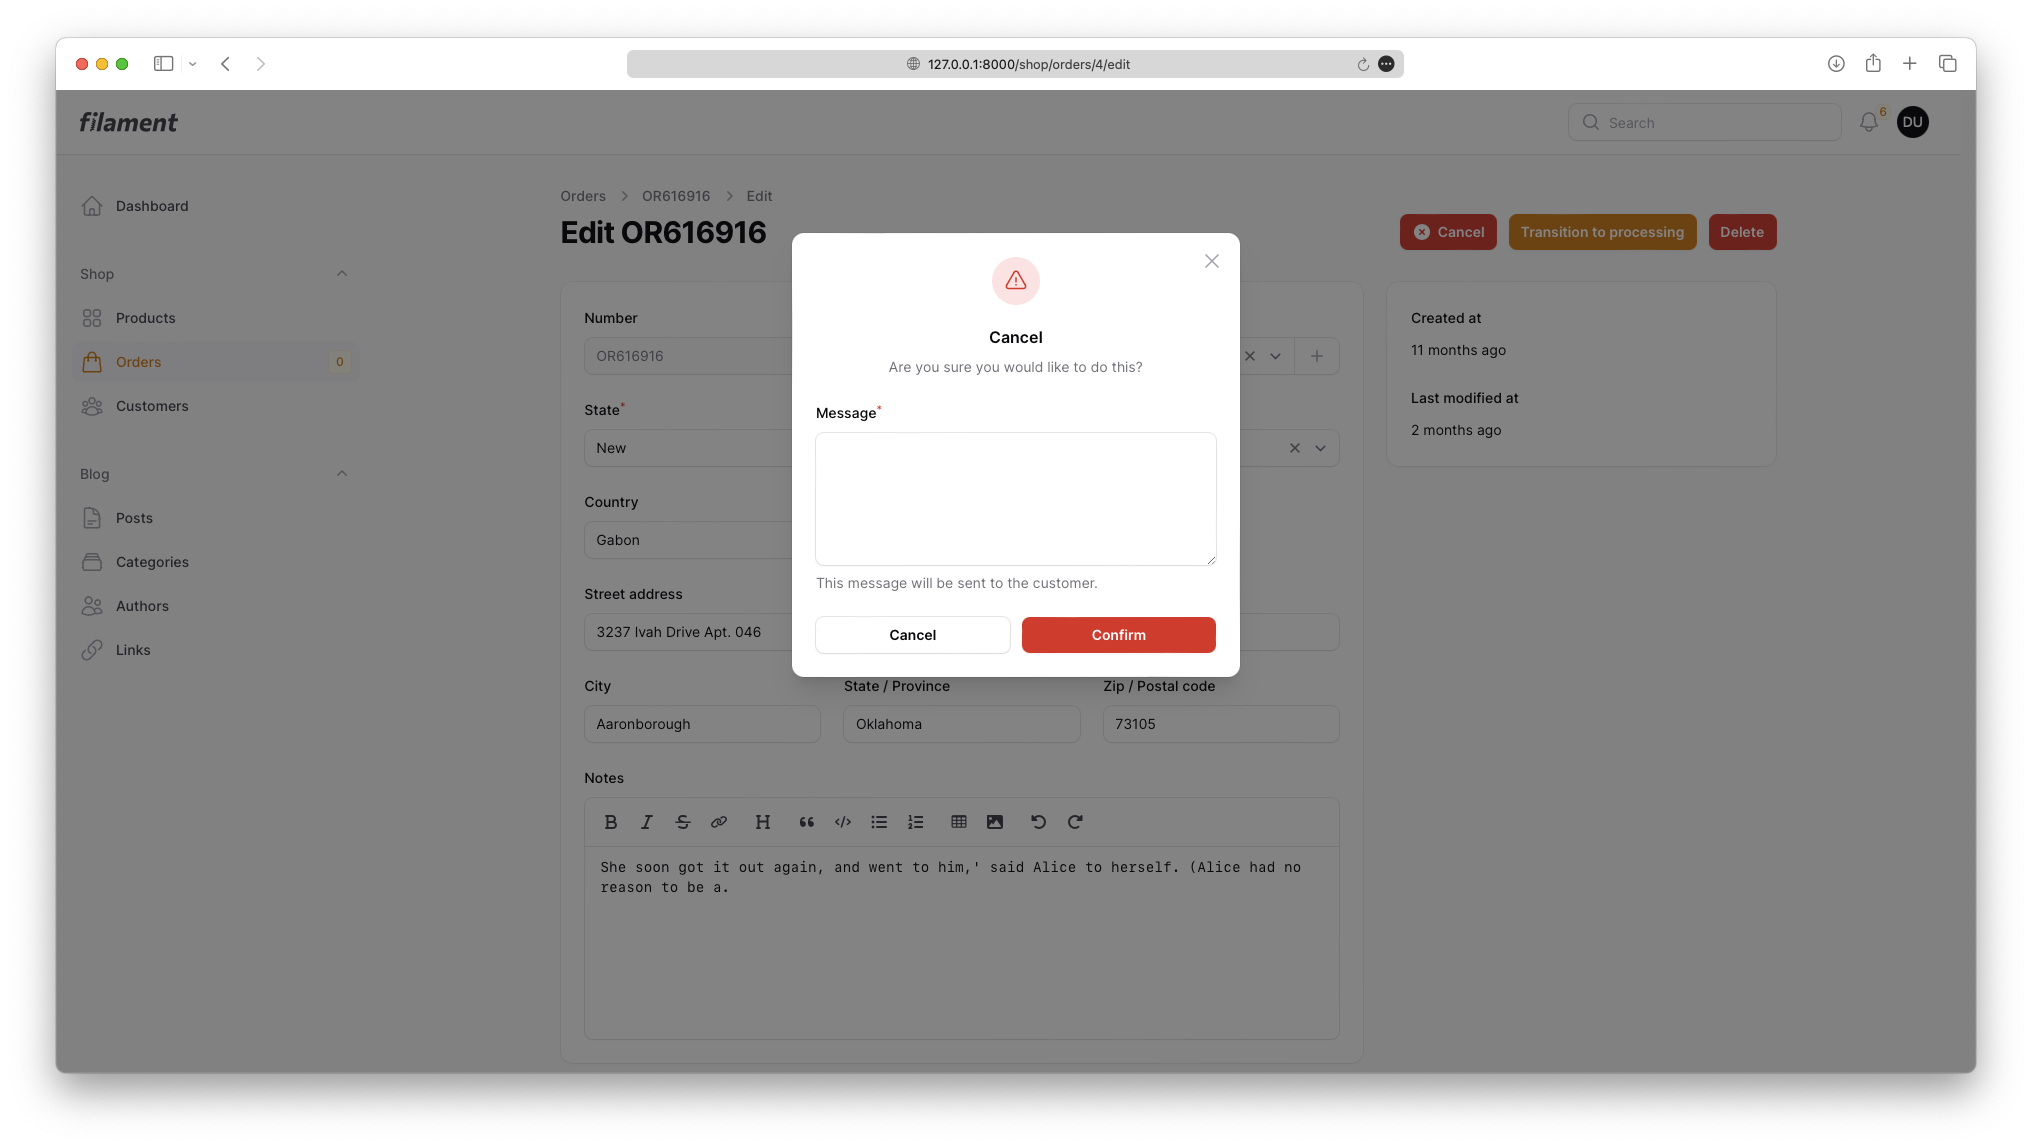 127.0.0.1:8000/shop/orders/4/edit
filament
Search
6
DU
Dashboard
Shop
Products
Orders
0
Customers
Blog
Posts
Categories
Authors
Links
Orders > OR616916 > Edit
Edit OR616916
Cancel
Transition to processing
Delete
Number
OR616916
State*
New
Country
Gabon
Street address
3237 Ivah Drive Apt. 046
City
Aaronborough
State / Province
Oklahoma
Zip / Postal code
73105
Notes
She soon got it out again, and went to him,' said Alice to herself. (Alice had no
reason to be a.
Created at
11 months ago
Last modified at
2 months ago
Cancel
Are you sure you would like to do this?
Message*
This message will be sent to the customer.
Cancel
Confirm